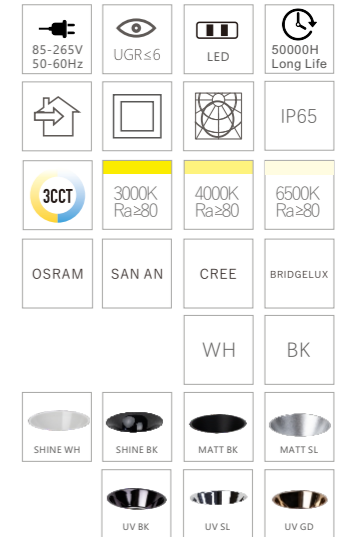 85-265V
50-60Hz
UGR≤6
LED
50000H
Long Life
IP65
3CCT
3000K
Ra≥80
4000K
Ra≥80
6500K
Ra≥80
OSRAM
SAN AN
CREE
BRIDGELUX
WH
BK
SHINE WH
SHINE BK
MATT BK
MATT SL
UV BK
UV SL
UV GD